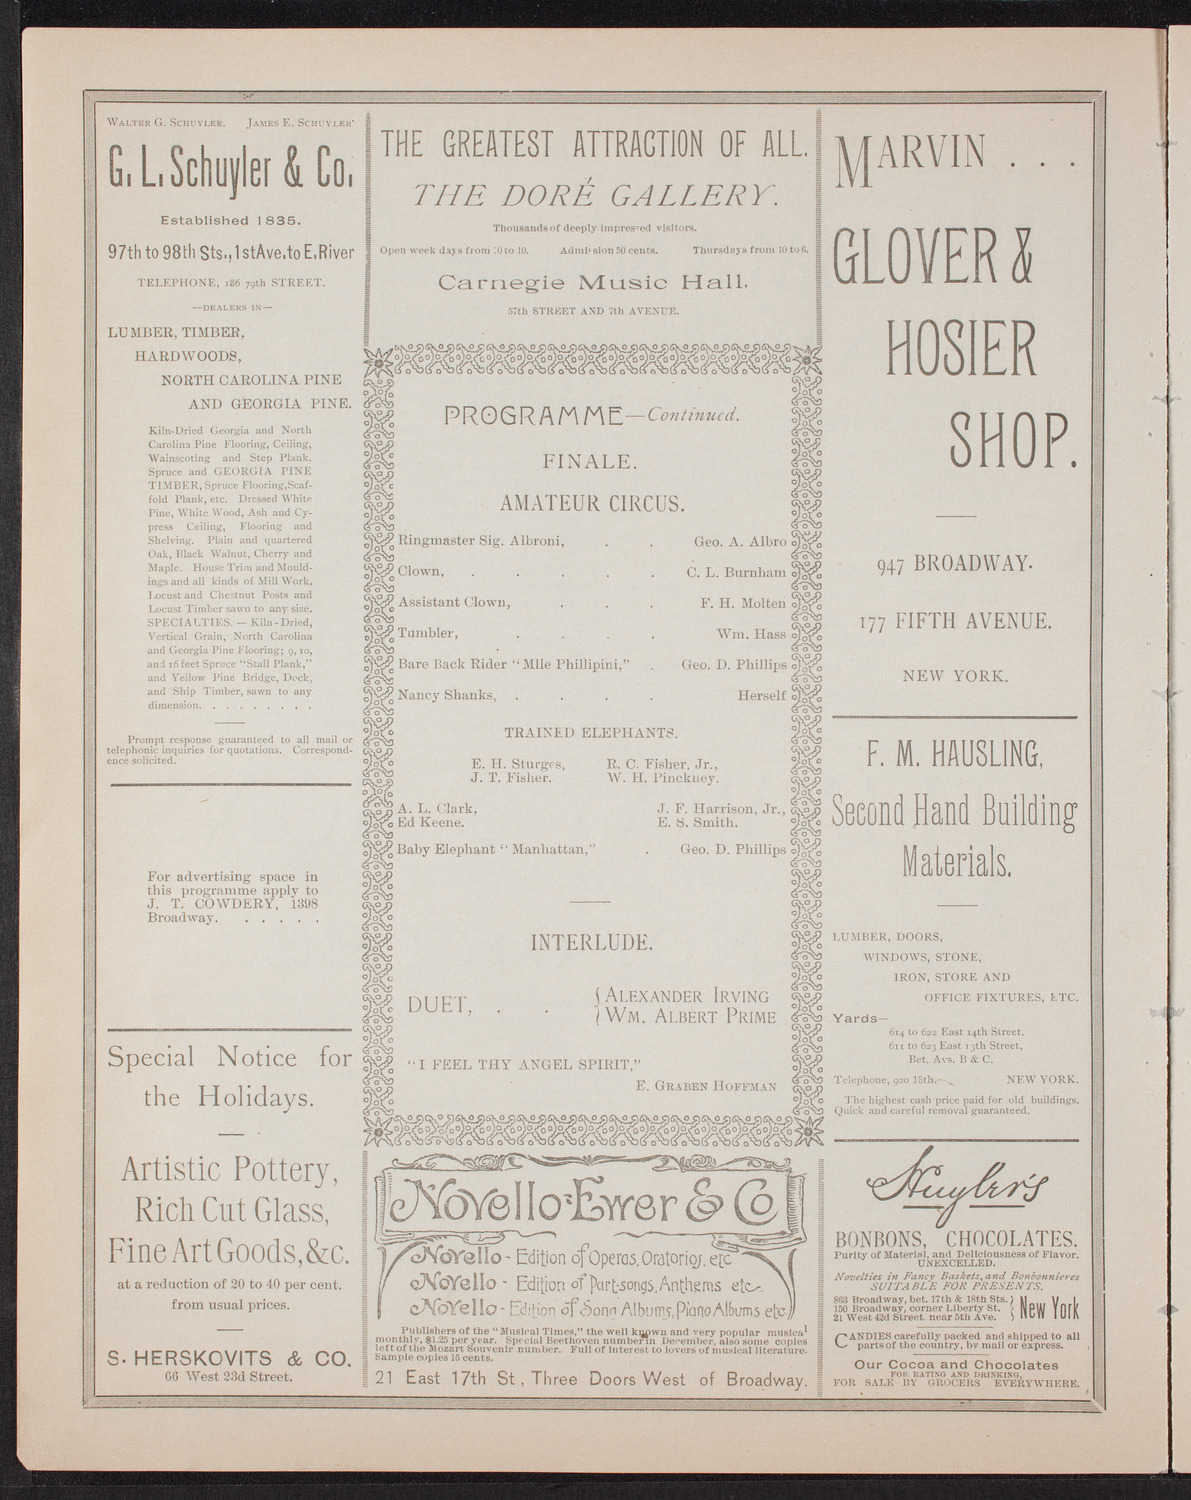 WALTER G. SCHUYLER. JAMES E. SCHUYLER'
G. L. Schuyler & Co.
Established 1835.
97th to 98th Sts., 1st Ave. to E. River
TELEPHONE, 186 79th STREET.
—DEALERS IN—
LUMBER, TIMBER,
HARDWOODS,
NORTH CAROLINA PINE
AND GEORGIA PINE.
Kiln-Dried Georgia and North
Carolina Pine Flooring, Ceiling,
Wainscoting and Step Plank.
Spruce and GEORGIA PINE
TIMBER, Spruce Flooring, Scaf-
fold Plank, etc. Dressed White
Pine, White Wood, Ash and Cy-
press Ceiling, Flooring and
Shelving. Plain and quartered
Oak, Black Walnut, Cherry and
Maple. House Trim and Mould-
ings and all kinds of Mill Work.
Locust and Chestnut Posts and
Locust Timber sawn to any size.
SPECIALTIES. — Kiln-Dried,
Vertical Grain, North Carolina
and Georgia Pine Flooring; 9, 10,
and 16 feet Spruce "Stall Plank,"
and Yellow Pine Bridge, Dock,
and Ship Timber, sawn to any
dimension. . . . . . . . .
Prompt response guaranteed to all mail or
telephonic inquiries for quotations. Correspond-
ence solicited.
For advertising space in
this programme apply to
J. T. COWDERY, 1398
Broadway. . . . . .
Special Notice for
the Holidays.
Artistic Pottery,
Rich Cut Glass,
Fine Art Goods, &c.
at a reduction of 20 to 40 per cent.
from usual prices.
S. HERSKOVITS & CO.
66 West 23d Street.
THE GREATEST ATTRACTION OF ALL.
THE DORÉ GALLERY.
Thousands of deeply impressed visitors.
Open week days from 10 to 10. Admission 50 cents. Thursdays from 10 to 6.
Carnegie Music Hall,
57th STREET AND 7th AVENUE.
PROGRAMME—Continued.
FINALE.
AMATEUR CIRCUS.
Ringmaster Sig. Albroni, . . Geo. A. Albro
Clown, . . . . . C. L. Burnham
Assistant Clown, . . . F. H. Molten
Tumbler, . . . . Wm. Hass
Bare Back Rider "Mlle Phillipini," . Geo. D. Phillips
Nancy Shanks, . . . . Herself
TRAINED ELEPHANTS.
E. H. Sturges, R. C. Fisher, Jr.,
J. T. Fisher. W. H. Pinckney.
A. L. Clark, J. F. Harrison, Jr.,
Ed Keene. E. S. Smith.
Baby Elephant "Manhattan," . Geo. D. Phillips
INTERLUDE.
DUET, . . { ALEXANDER IRVING
{ WM. ALBERT PRIME
"I FEEL THY ANGEL SPIRIT,"
E. GRABEN HOFFMAN
Novello-Ewer & Co
Novello - Edition of Operas, Oratorios, etc
Novello - Edition of Part-songs, Anthems etc-.
Novello - Edition of Song Albums, Piano Albums etc.
Publishers of the "Musical Times," the well known and very popular musical
monthly, $1.25 per year. Special Beethoven number in December, also some copies
left of the Mozart Souvenir number. Full of interest to lovers of musical literature.
Sample copies 15 cents.
21 East 17th St., Three Doors West of Broadway.
MARVIN . . .
GLOVER &
HOSIER
SHOP.
947 BROADWAY.
177 FIFTH AVENUE.
NEW YORK.
F. M. HAUSLING,
Second Hand Building
Materials.
LUMBER, DOORS,
WINDOWS, STONE,
IRON, STORE AND
OFFICE FIXTURES, ETC.
Yards—
614 to 622 East 14th Street,
611 to 623 East 13th Street,
Bet. Avs. B & C.
Telephone, 920 18th. NEW YORK.
The highest cash price paid for old buildings.
Quick and careful removal guaranteed.
Huyler's
BONBONS, CHOCOLATES.
Purity of Material, and Deliciousness of Flavor.
UNEXCELLED.
Novelties in Fancy Baskets, and Bonbonnieres
SUITABLE FOR PRESENTS.
863 Broadway, bet. 17th & 18th Sts. }
150 Broadway, corner Liberty St. } New York
21 West 42d Street. near 5th Ave. }
CANDIES carefully packed and shipped to all
parts of the country, by mail or express.
Our Cocoa and Chocolates
FOR EATING AND DRINKING,
FOR SALE BY GROCERS EVERYWHERE.